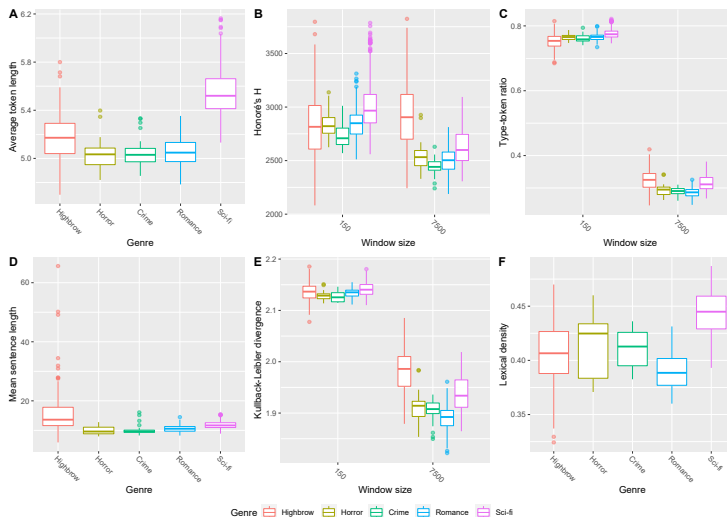 A
Average token length
6.2
5.8
5.4
5.0
Highbrow
Horror
Crime
Romance
Sci-fi
Genre
B
Honoré's H
3500
3000
2500
2000
150
7500
Window size
C
Type-token ratio
0.8
0.6
0.4
150
7500
Window size
D
Mean sentence length
60
40
20
Highbrow
Horror
Crime
Romance
Sci-fi
Genre
E
Kullback-Leibler divergence
2.2
2.1
2.0
1.9
150
7500
Window size
F
Lexical density
0.45
0.40
0.35
Highbrow
Horror
Crime
Romance
Sci-fi
Genre
Genre Highbrow Horror Crime Romance Sci-fi